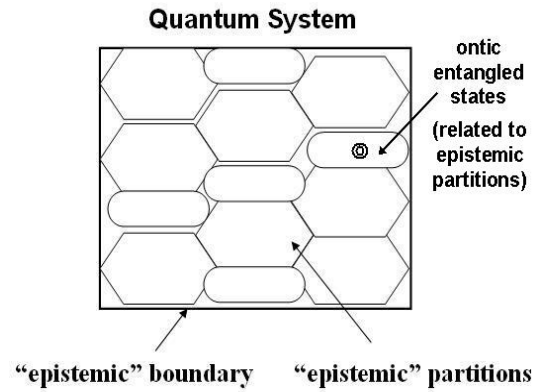 Quantum System
ontic
entangled
states
(related to
epistemic
partitions)
“epistemic” boundary
“epistemic” partitions